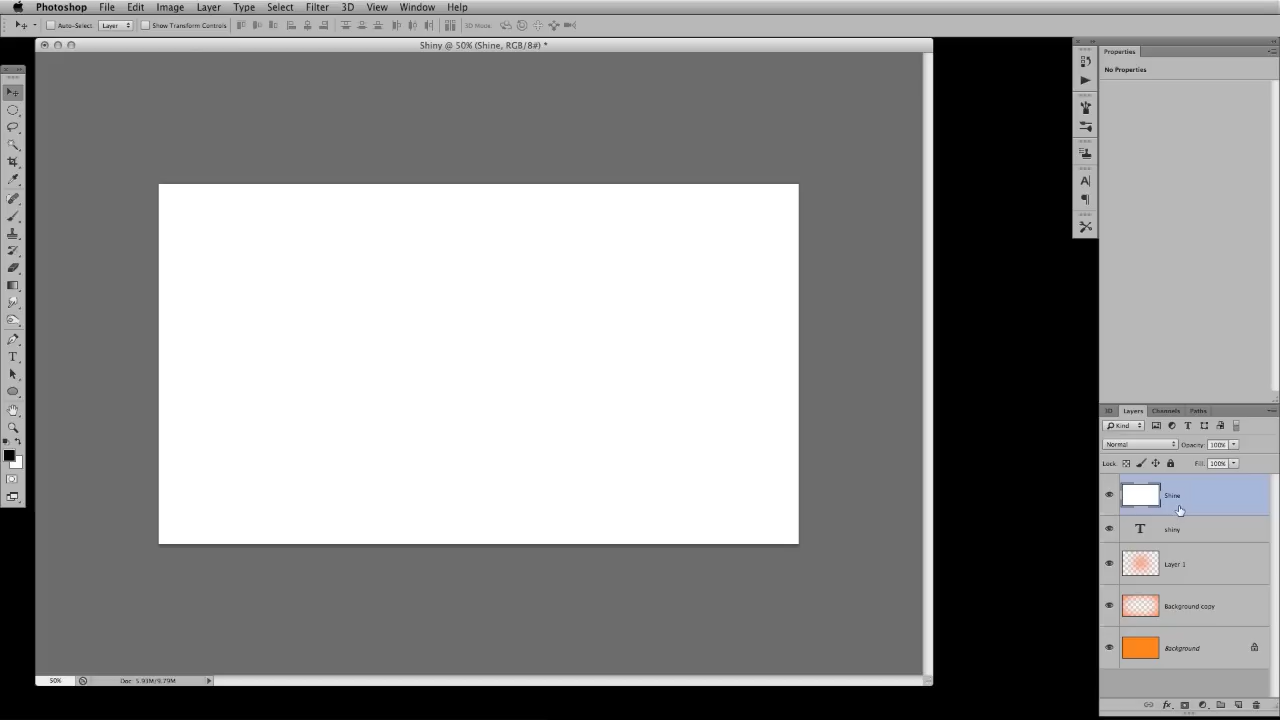 Photoshop File Edit Image Layer Type Select Filter 3D View Window Help
Auto-Select Layer Show Transform Controls 3D Mode:
Shiny @ 50% (Shine, RGB/8#) *
Properties
No Properties
3D Layers Channels Paths
Kind
Normal Opacity: 100%
Lock: Fill: 100%
Shine
shiny
Layer 1
Background copy
Background
50% Doc: 5.93M/9.79M